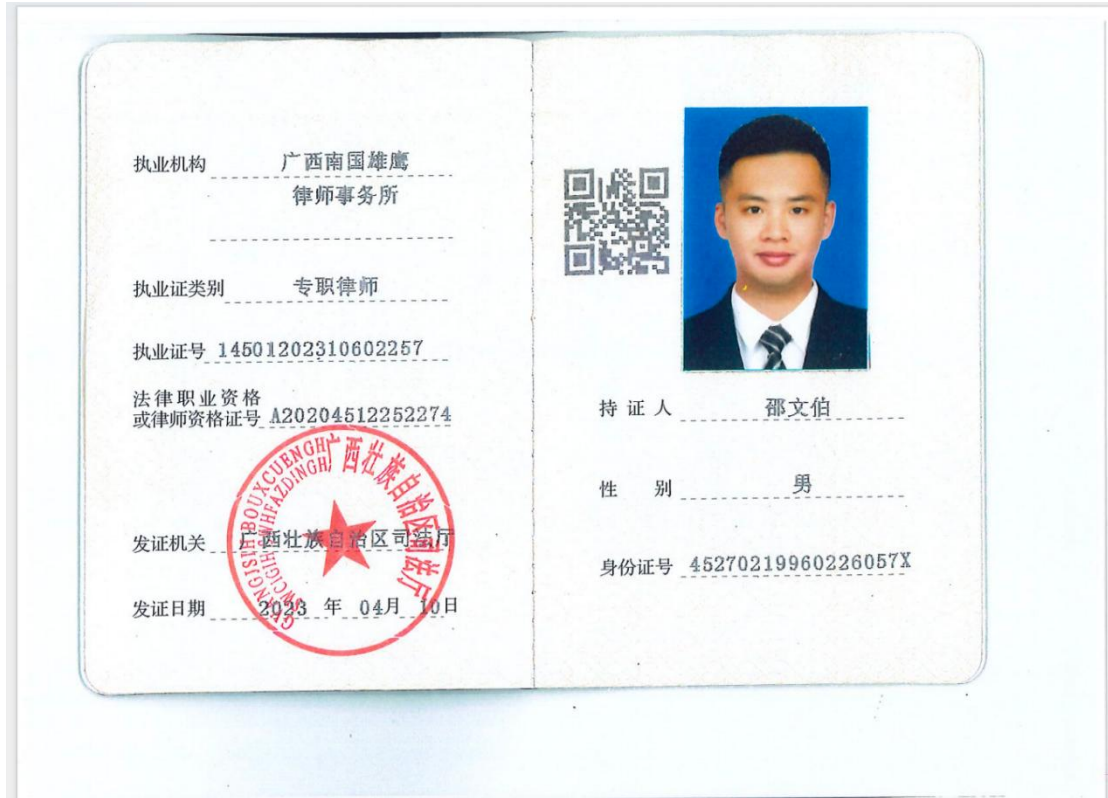 执业机构 广西南国雄鹰
律师事务所
执业证类别 专职律师
执业证号 14501202310602257
法律职业资格
或律师资格证号 A20204512252274
发证机关 广西壮族自治区司法厅
发证日期 2023 年 04月 10日
广西壮族自治区司法厅
持证人 邵文伯
性别 男
身份证号 45270219960226057X